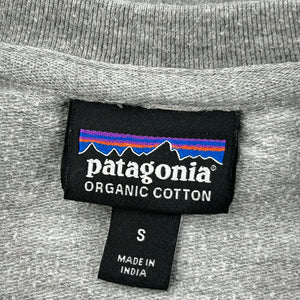 patagonia®
ORGANIC COTTON
S
MADE IN
INDIA